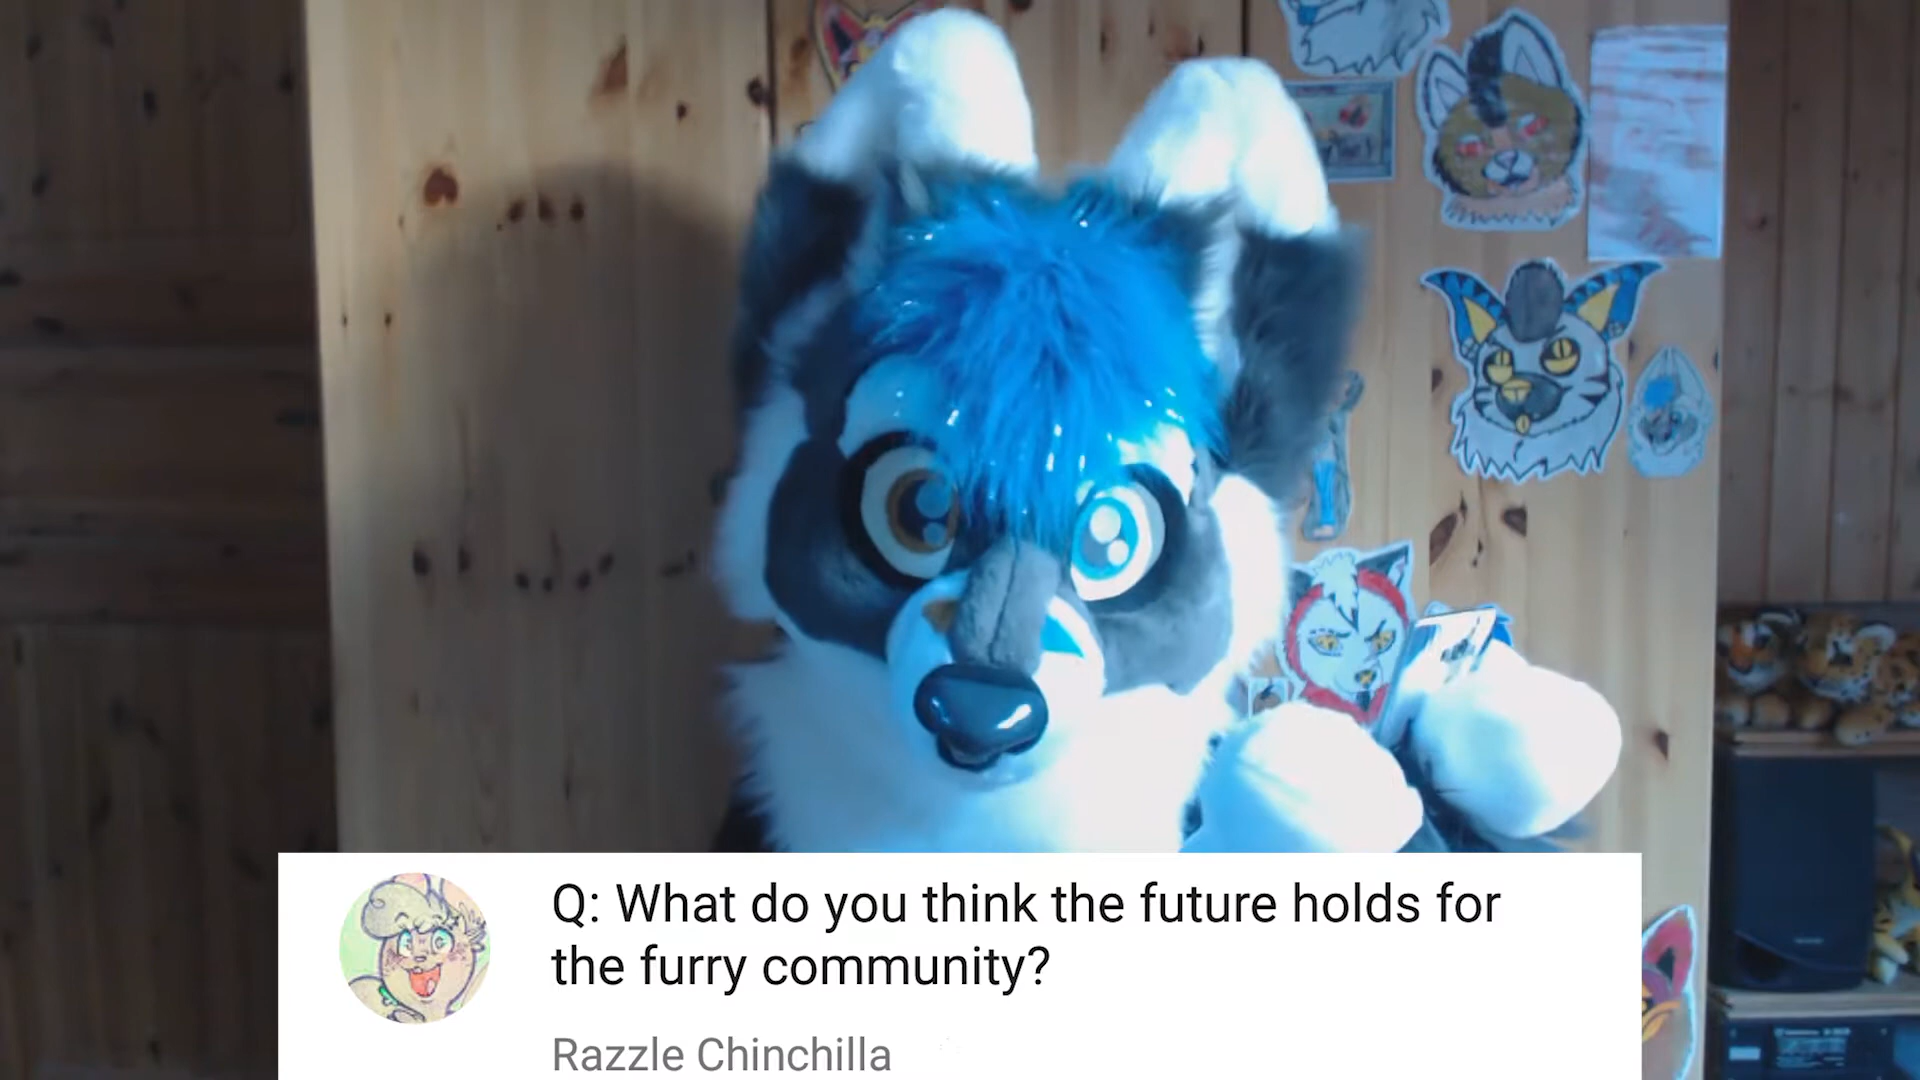 Q: What do you think the future holds for
the furry community?
Razzle Chinchilla